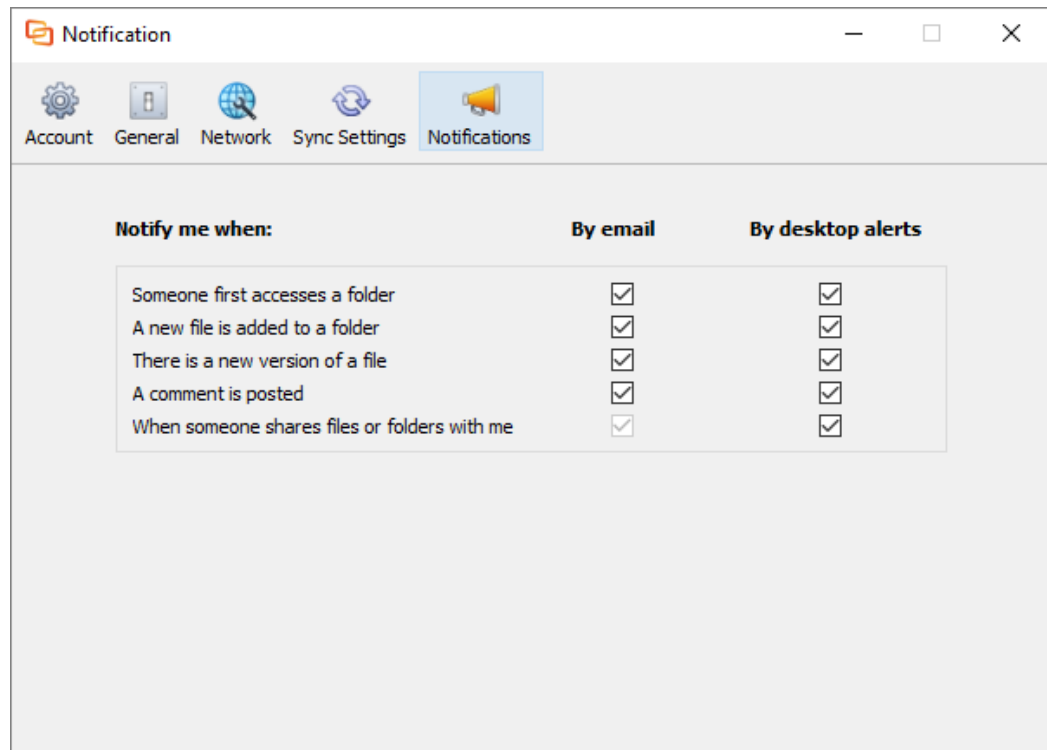 Notification
Account General Network Sync Settings Notifications
Notify me when: By email By desktop alerts
Someone first accesses a folder
A new file is added to a folder
There is a new version of a file
A comment is posted
When someone shares files or folders with me